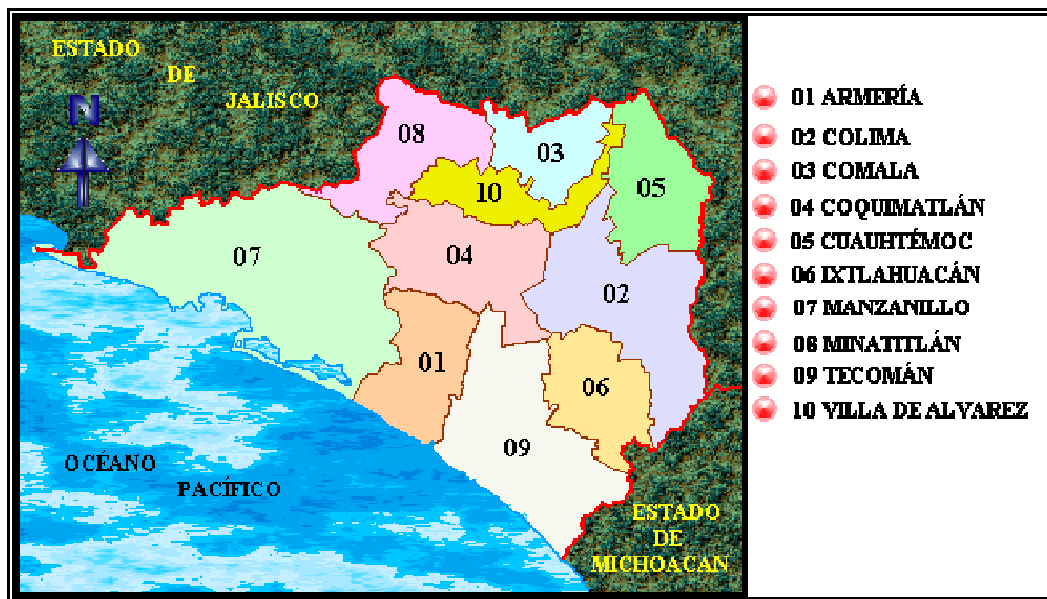 ESTADO
DE
JALISCO
N
08
03
10
05
07
04
02
01
06
09
OCÉANO
PACÍFICO
ESTADO
DE
MICHOACAN
01 ARMERÍA
02 COLIMA
03 COMALA
04 COQUIMATLÁN
05 CUAUHTÉMOC
06 IXTLAHUACÁN
07 MANZANILLO
08 MINATITLÁN
09 TECOMÁN
10 VILLA DE ALVAREZ